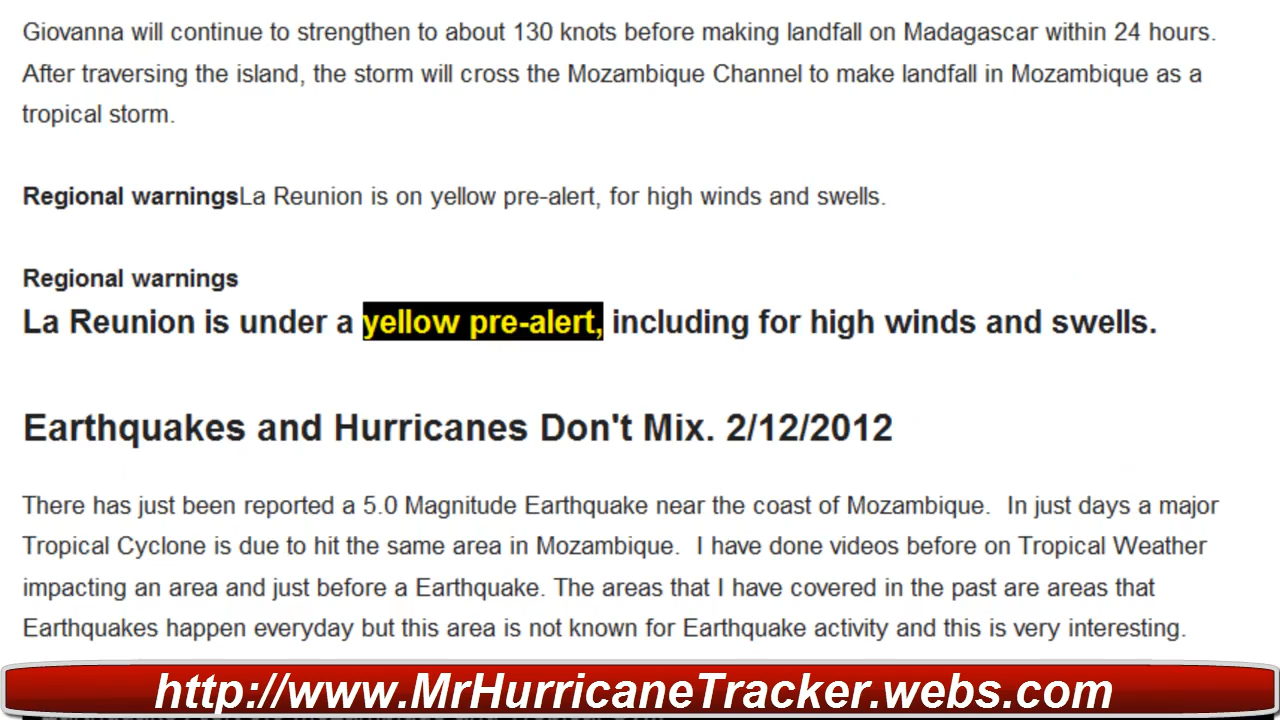 Giovanna will continue to strengthen to about 130 knots before making landfall on Madagascar within 24 hours.
After traversing the island, the storm will cross the Mozambique Channel to make landfall in Mozambique as a
tropical storm.
Regional warningsLa Reunion is on yellow pre-alert, for high winds and swells.
Regional warnings
La Reunion is under a yellow pre-alert, including for high winds and swells.
Earthquakes and Hurricanes Don't Mix. 2/12/2012
There has just been reported a 5.0 Magnitude Earthquake near the coast of Mozambique.  In just days a major
Tropical Cyclone is due to hit the same area in Mozambique.  I have done videos before on Tropical Weather
impacting an area and just before a Earthquake. The areas that I have covered in the past are areas that
Earthquakes happen everyday but this area is not known for Earthquake activity and this is very interesting.
http://www.MrHurricaneTracker.webs.com